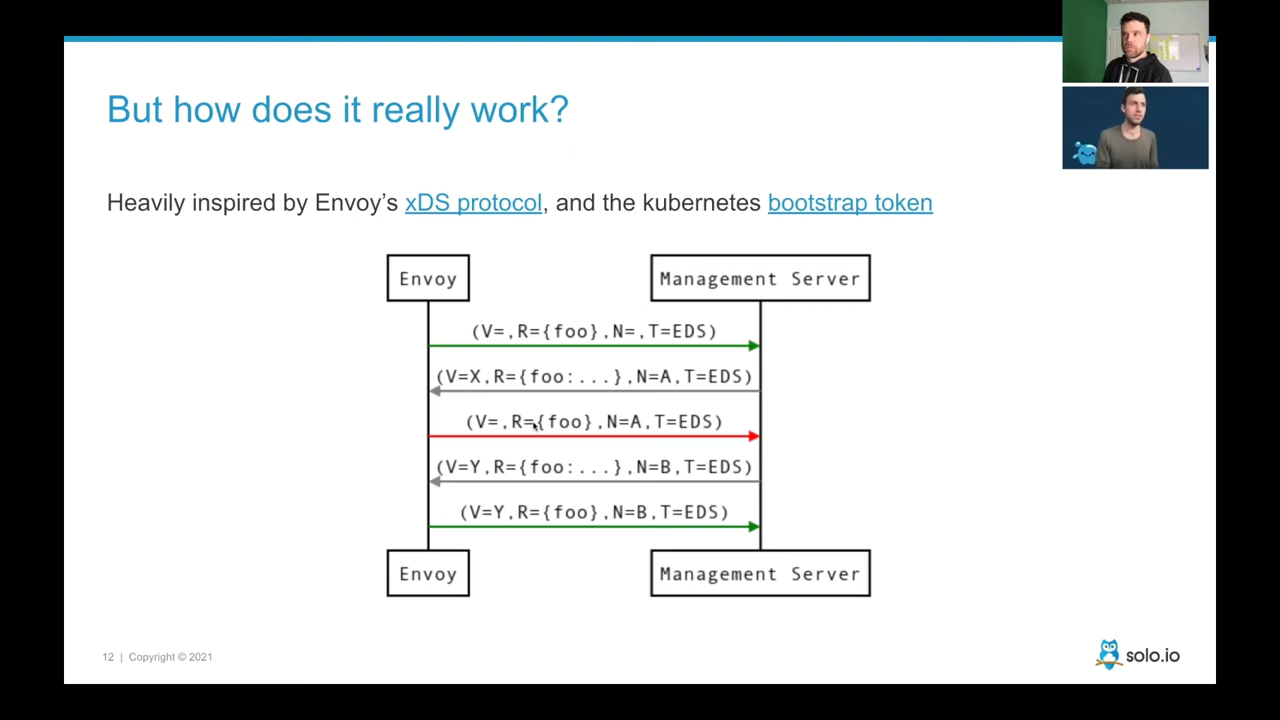 But how does it really work?
Heavily inspired by Envoy’s xDS protocol, and the kubernetes bootstrap token
Envoy
Management Server
(V=,R={foo},N=,T=EDS)
(V=X,R={foo:...},N=A,T=EDS)
(V=,R={foo},N=A,T=EDS)
(V=Y,R={foo:...},N=B,T=EDS)
(V=Y,R={foo},N=B,T=EDS)
Envoy
Management Server
12 | Copyright © 2021
solo.io